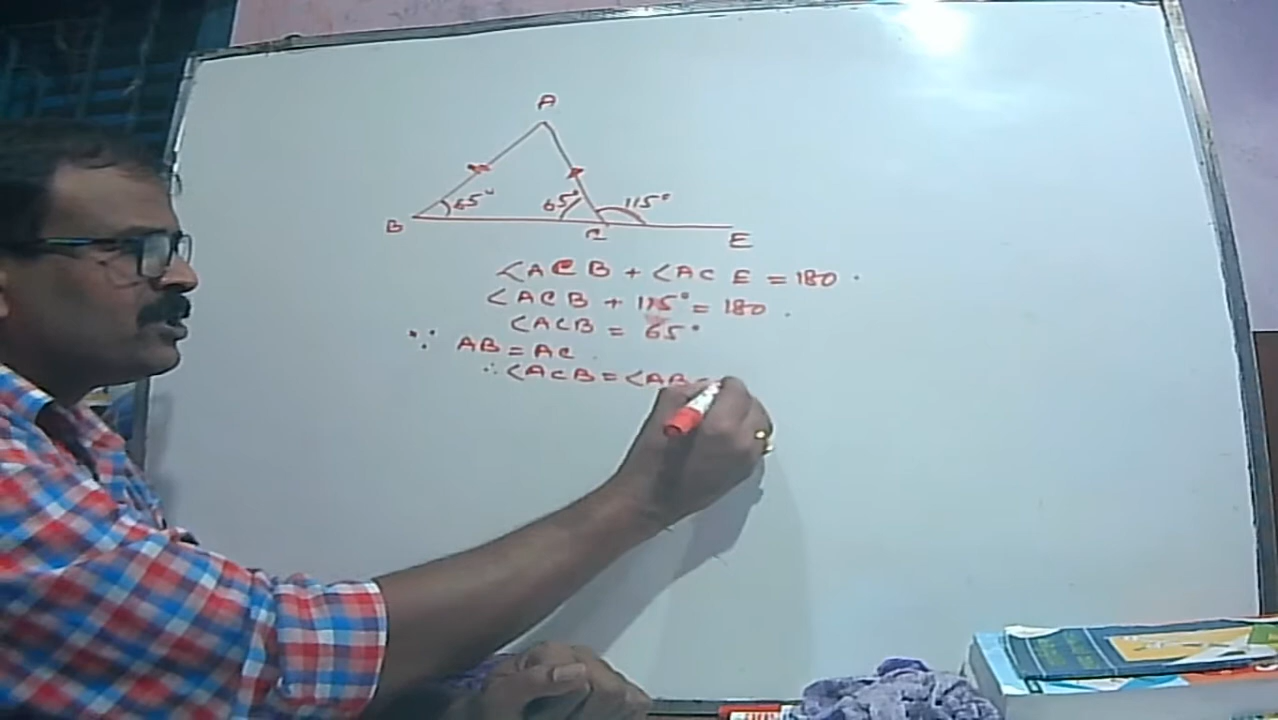 A
65°
65°
115°
B
C
E
<ACB + <ACE = 180
<ACB + 115° = 180
<ACB = 65°
∵ AB = AC
∴ <ACB = <AB